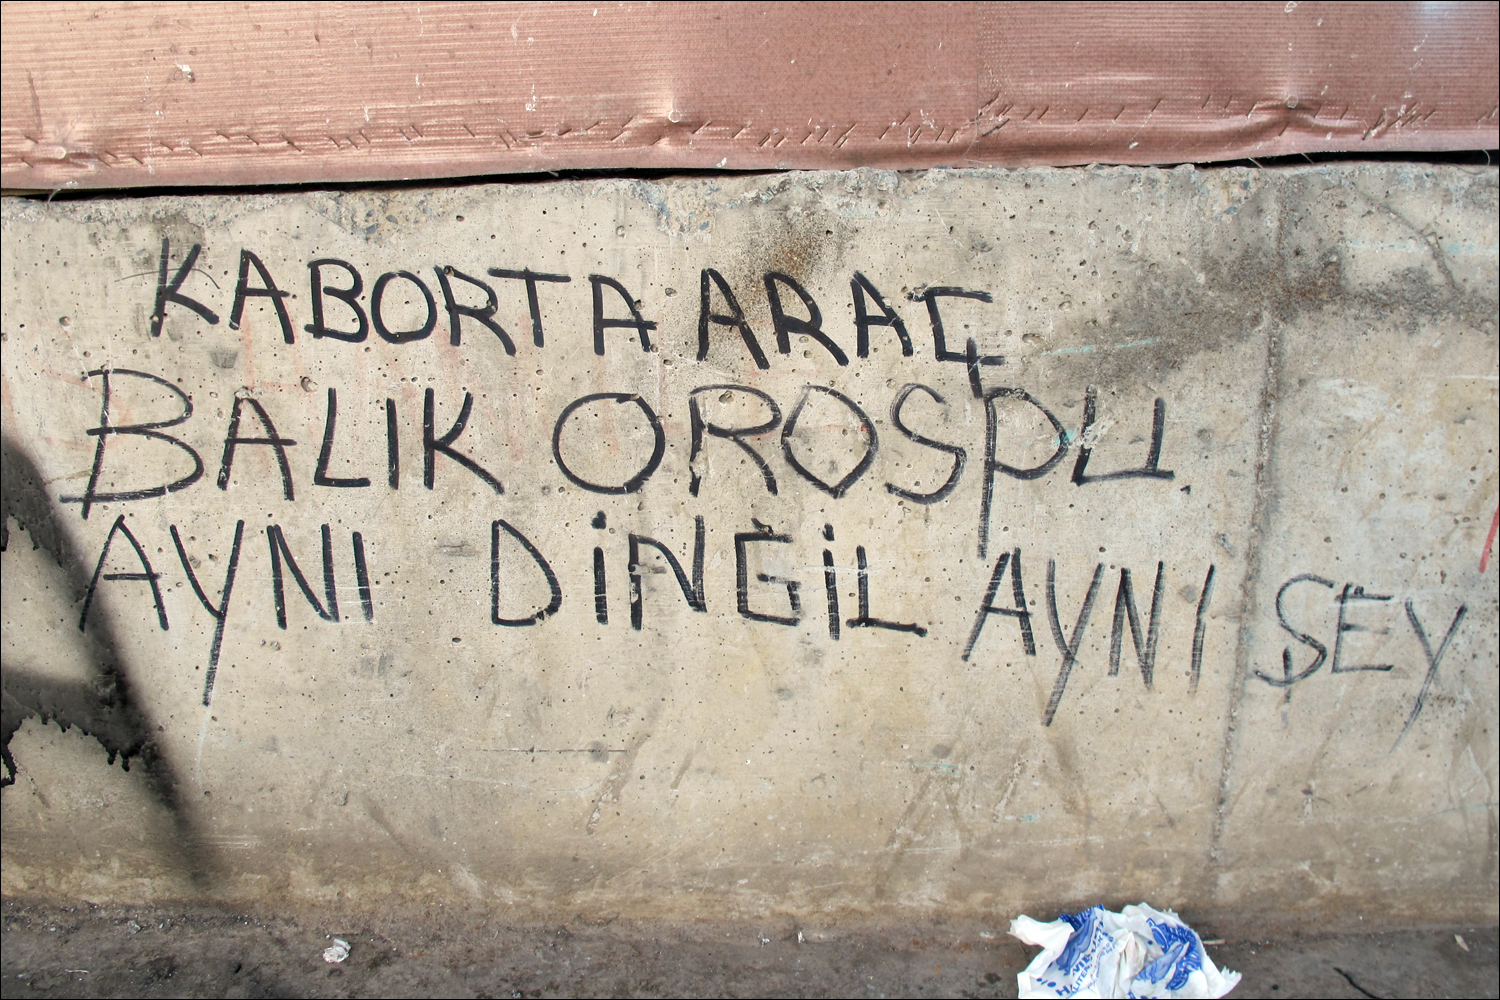 KABORTA ARAÇ
BALIK OROSPU.
AYNI DİNGİL AYNI ŞEY